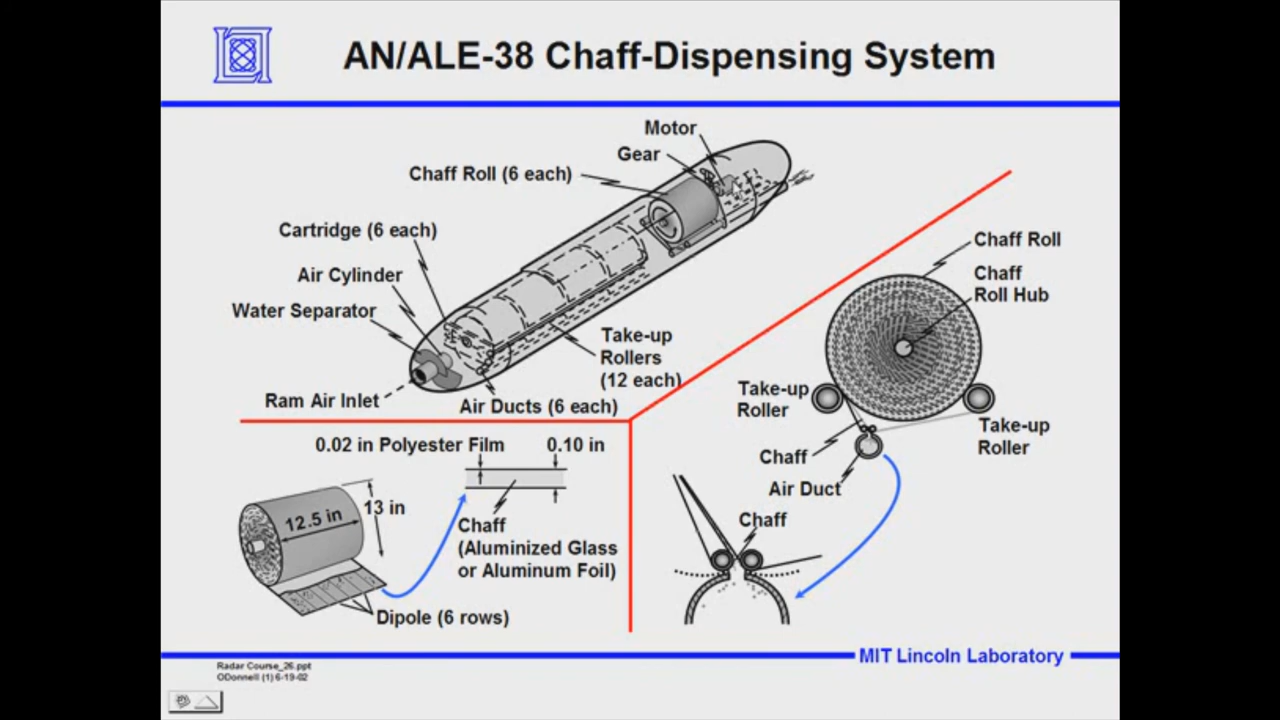 AN/ALE-38 Chaff-Dispensing System
Motor
Gear
Chaff Roll (6 each)
Cartridge (6 each)
Air Cylinder
Water Separator
Ram Air Inlet
Air Ducts (6 each)
Take-up
Rollers
(12 each)
Chaff Roll
Chaff
Roll Hub
Take-up
Roller
Take-up
Roller
Chaff
Air Duct
Chaff
0.02 in Polyester Film
0.10 in
12.5 in
13 in
Chaff
(Aluminized Glass
or Aluminum Foil)
Dipole (6 rows)
MIT Lincoln Laboratory
Radar Course_26.ppt
ODonnell (1) 6-19-02